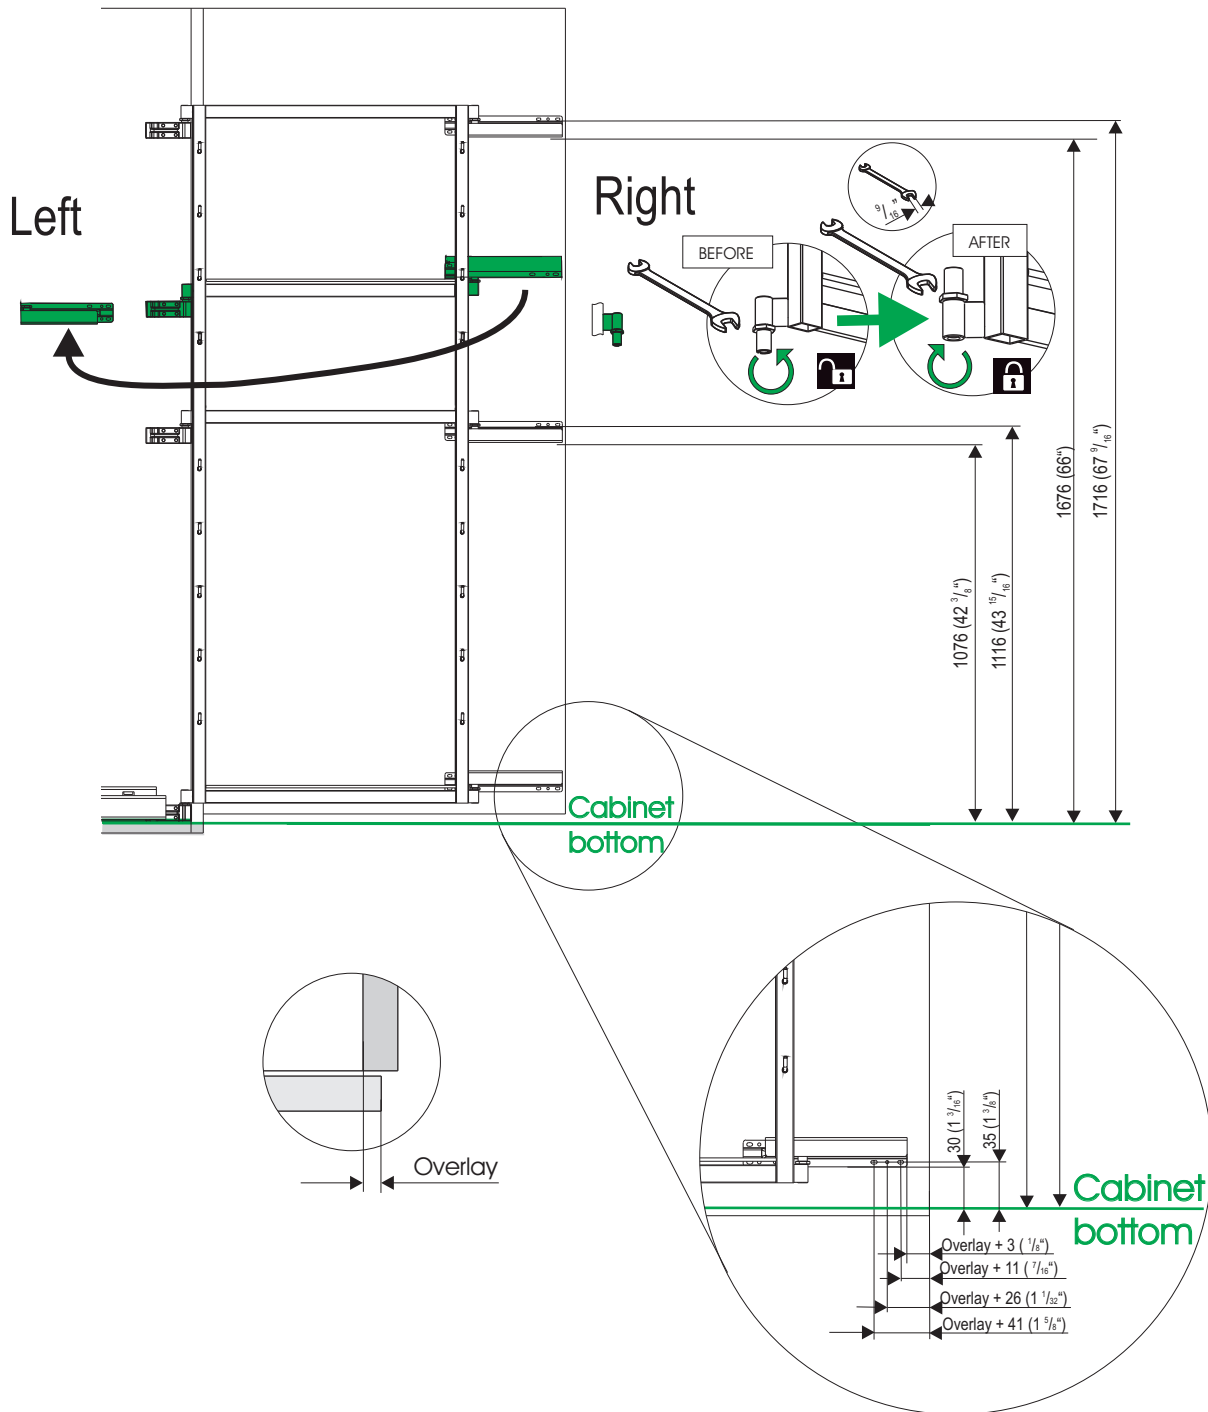 Left
Right
9/16"
BEFORE
AFTER
1676 (66“)
1716 (67 9/16“)
1076 (42 3/8“)
1116 (43 15/16“)
Cabinet
bottom
Overlay
30 (1 3/16“)
35 (1 3/8“)
Cabinet
bottom
Overlay + 3 ( 1/8“)
Overlay + 11 ( 7/16“)
Overlay + 26 (1 1/32“)
Overlay + 41 (1 5/8“)